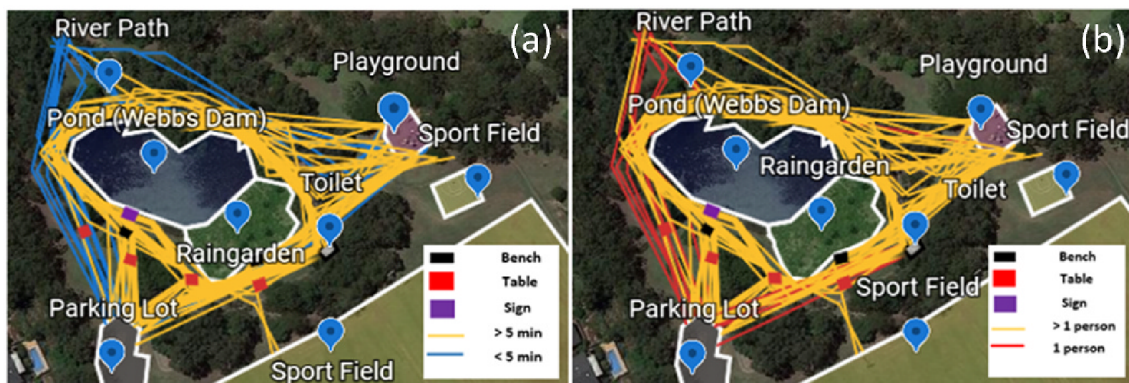 (a)
River Path
Playground
Pond (Webbs Dam)
Sport Field
Toilet
Raingarden
Parking Lot
Sport Field
Bench
Table
Sign
> 5 min
< 5 min
(b)
River Path
Playground
Pond (Webbs Dam)
Sport Field
Raingarden
Toilet
Sport Field
Parking Lot
Bench
Table
Sign
> 1 person
1 person